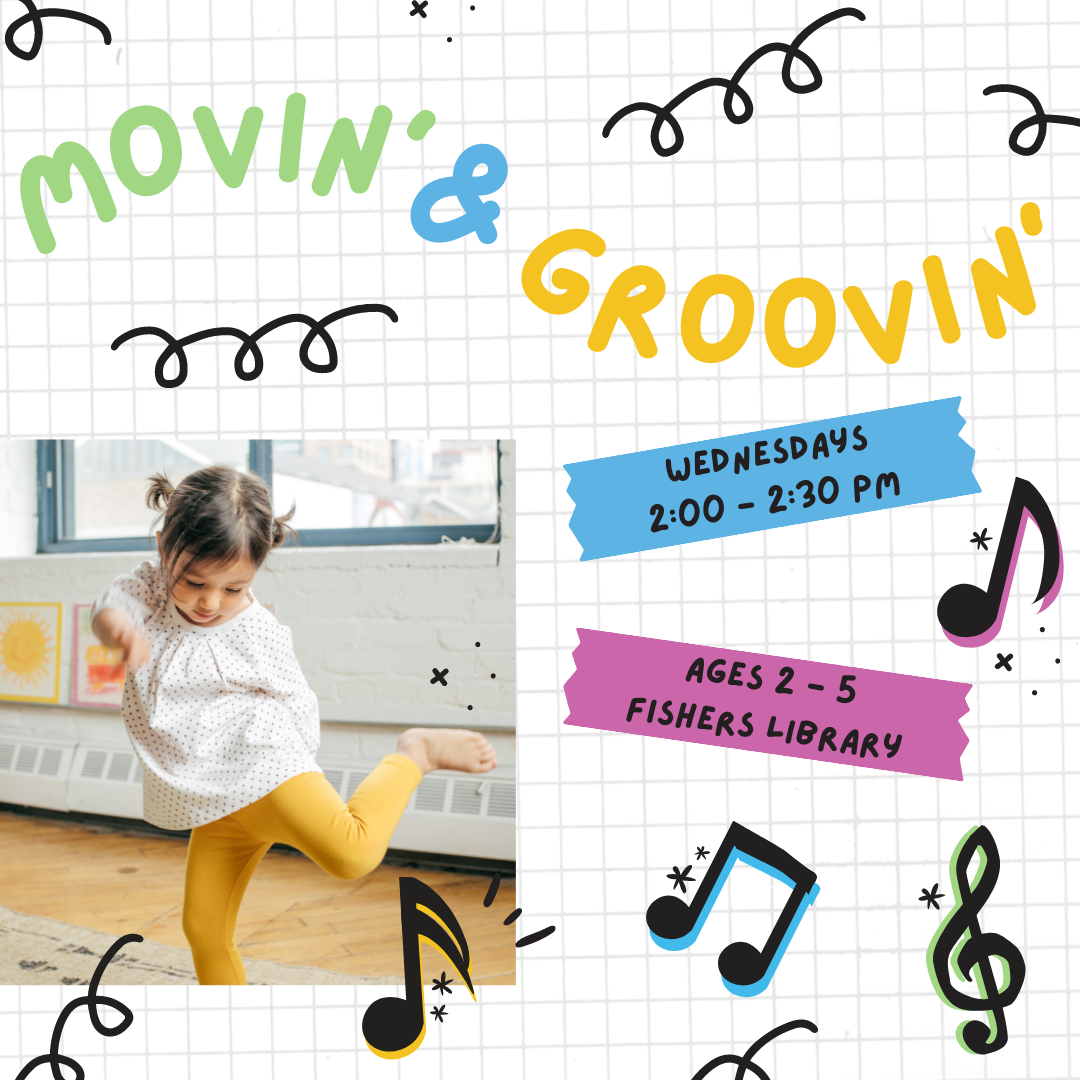 MOVIN'
&
GROOVIN'
WEDNESDAYS
2:00 - 2:30 PM
AGES 2 - 5
FISHERS LIBRARY